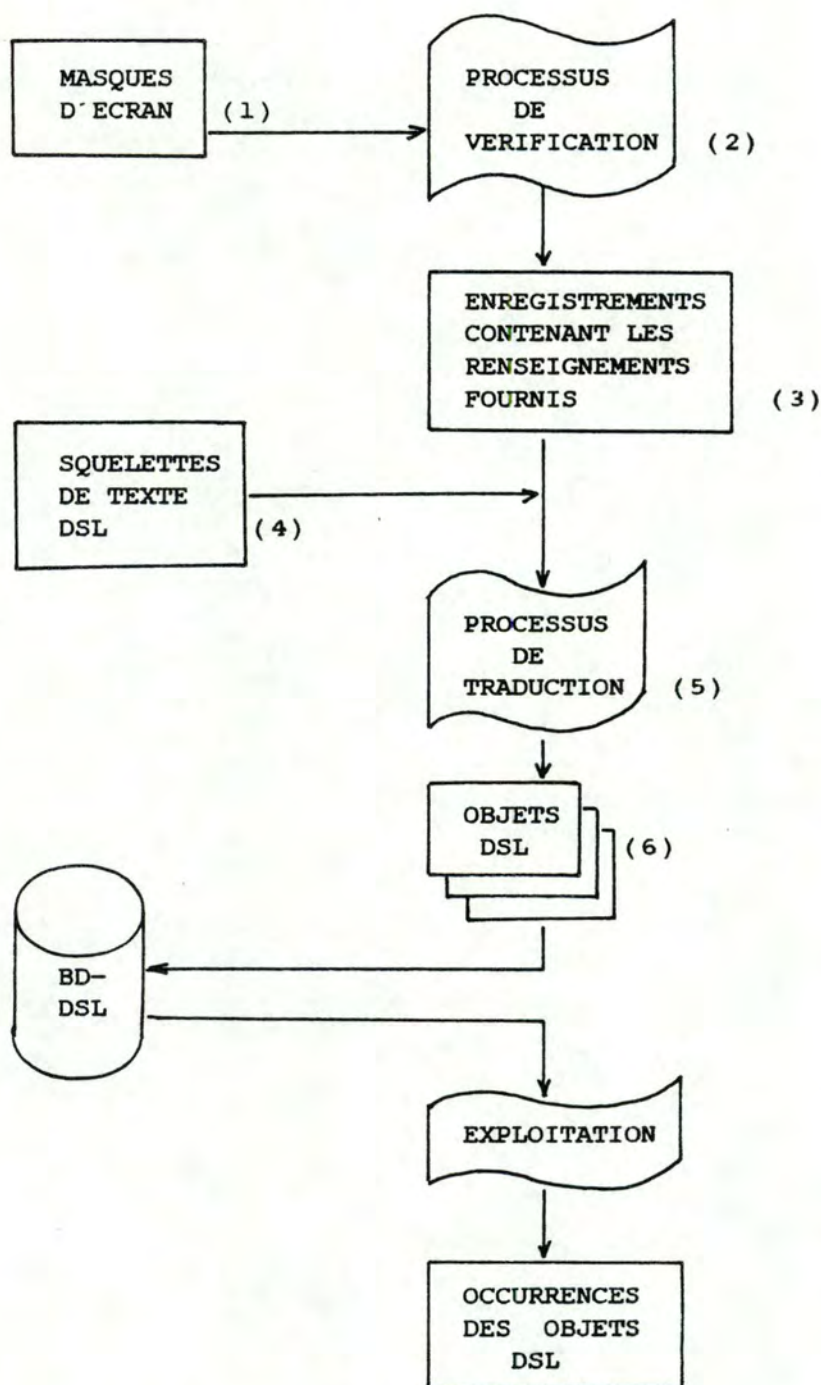 MASQUES
D'ECRAN (1)
PROCESSUS
DE
VERIFICATION (2)
ENREGISTREMENTS
CONTENANT LES
RENSEIGNEMENTS
FOURNIS (3)
SQUELETTES
DE TEXTE
DSL (4)
PROCESSUS
DE
TRADUCTION (5)
OBJETS
DSL (6)
BD-
DSL
EXPLOITATION
OCCURRENCES
DES OBJETS
DSL